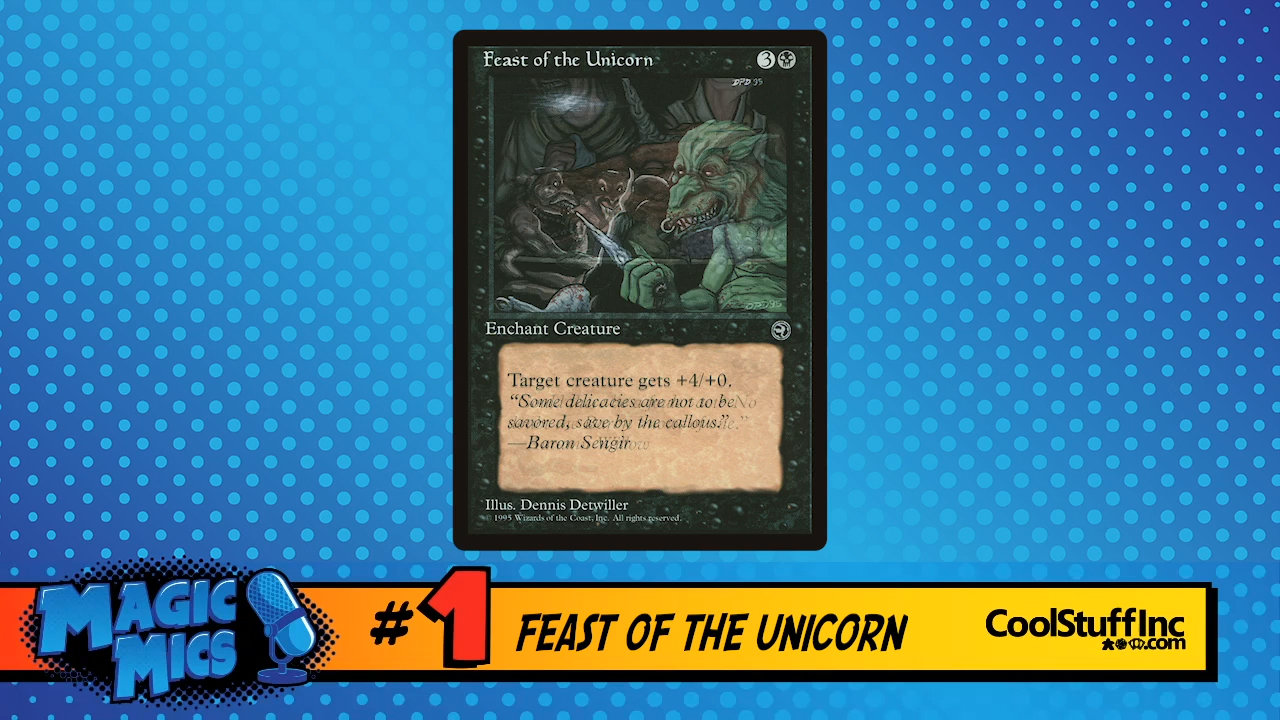 Feast of the Unicorn
3
DPD 95
Enchant Creature
Target creature gets +4/+0.
"Some delicacies are not to be
savored, save by the callous."
—Baron Sengir
Illus. Dennis Detwiller
© 1995 Wizards of the Coast, Inc. All rights reserved.
MAGIC
MICS
#1
FEAST OF THE UNICORN
CoolStuffInc
.com